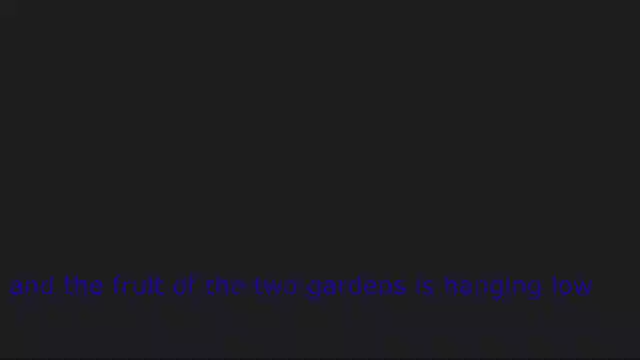 and the fruit of the two gardens is hanging low